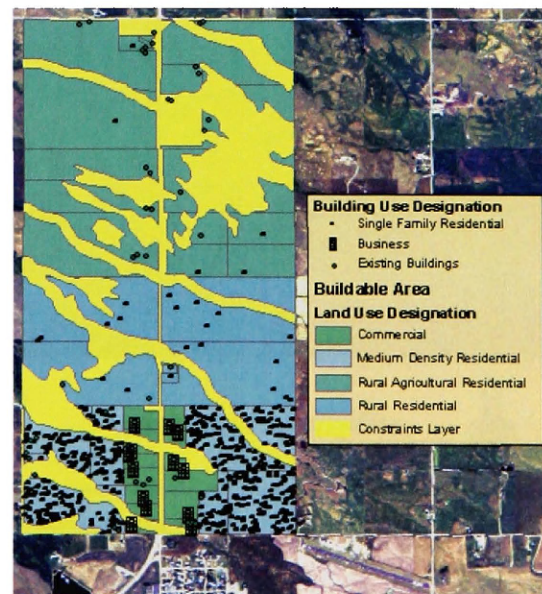 Building Use Designation
Single Family Residential
Business
Existing Buildings
Buildable Area
Land Use Designation
Commercial
Medium Density Residential
Rural Agricultural Residential
Rural Residential
Constraints Layer